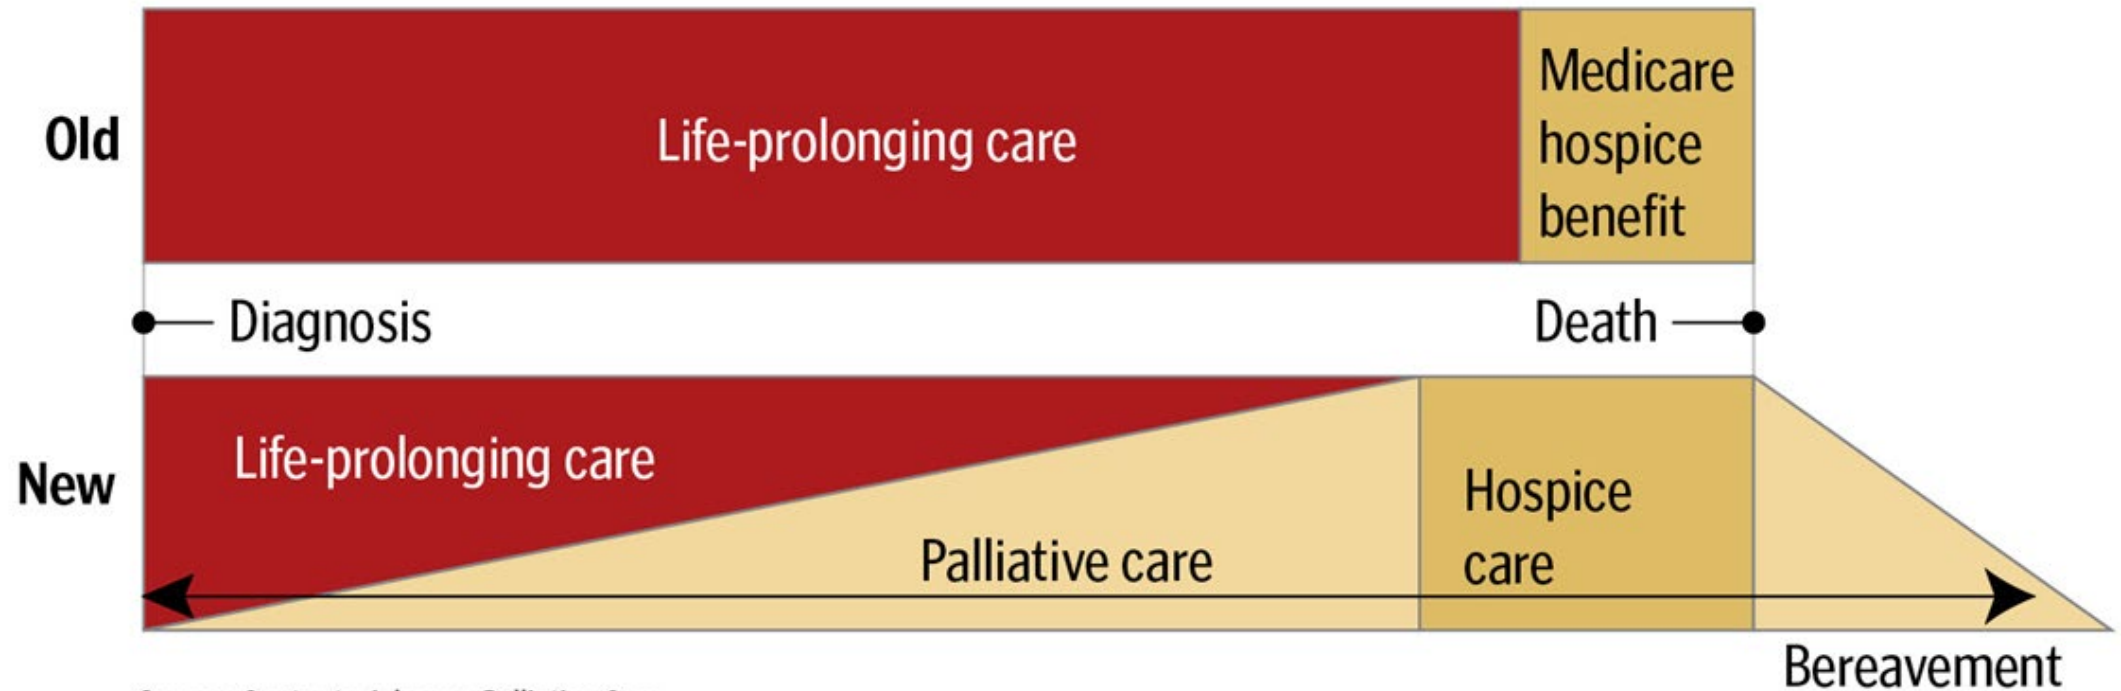 Old
Life-prolonging care
Medicare
hospice
benefit
Diagnosis
Death
New
Life-prolonging care
Palliative care
Hospice
care
Bereavement